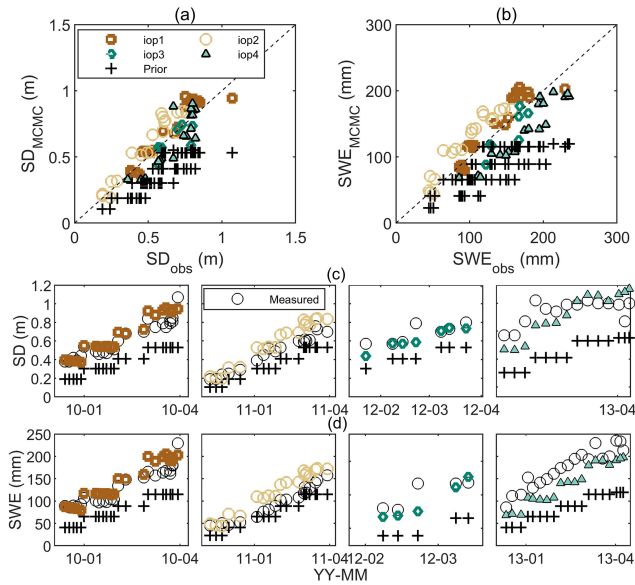 (a)
(b)
iop1
iop2
iop3
iop4
Prior
SD_MCMC (m)
1.5
1
0.5
0
0
0.5
1
1.5
SD_obs (m)
SWE_MCMC (mm)
300
200
100
0
0
100
200
300
SWE_obs (mm)
(c)
Measured
SD (m)
1.2
1
0.8
0.6
0.4
0.2
0
10-01
10-04
11-01
11-04
12-02
12-03
12-04
13-04
(d)
SWE (mm)
250
200
150
100
50
0
10-01
10-04
11-01
11-04
12-02
12-03
13-01
13-04
YY-MM